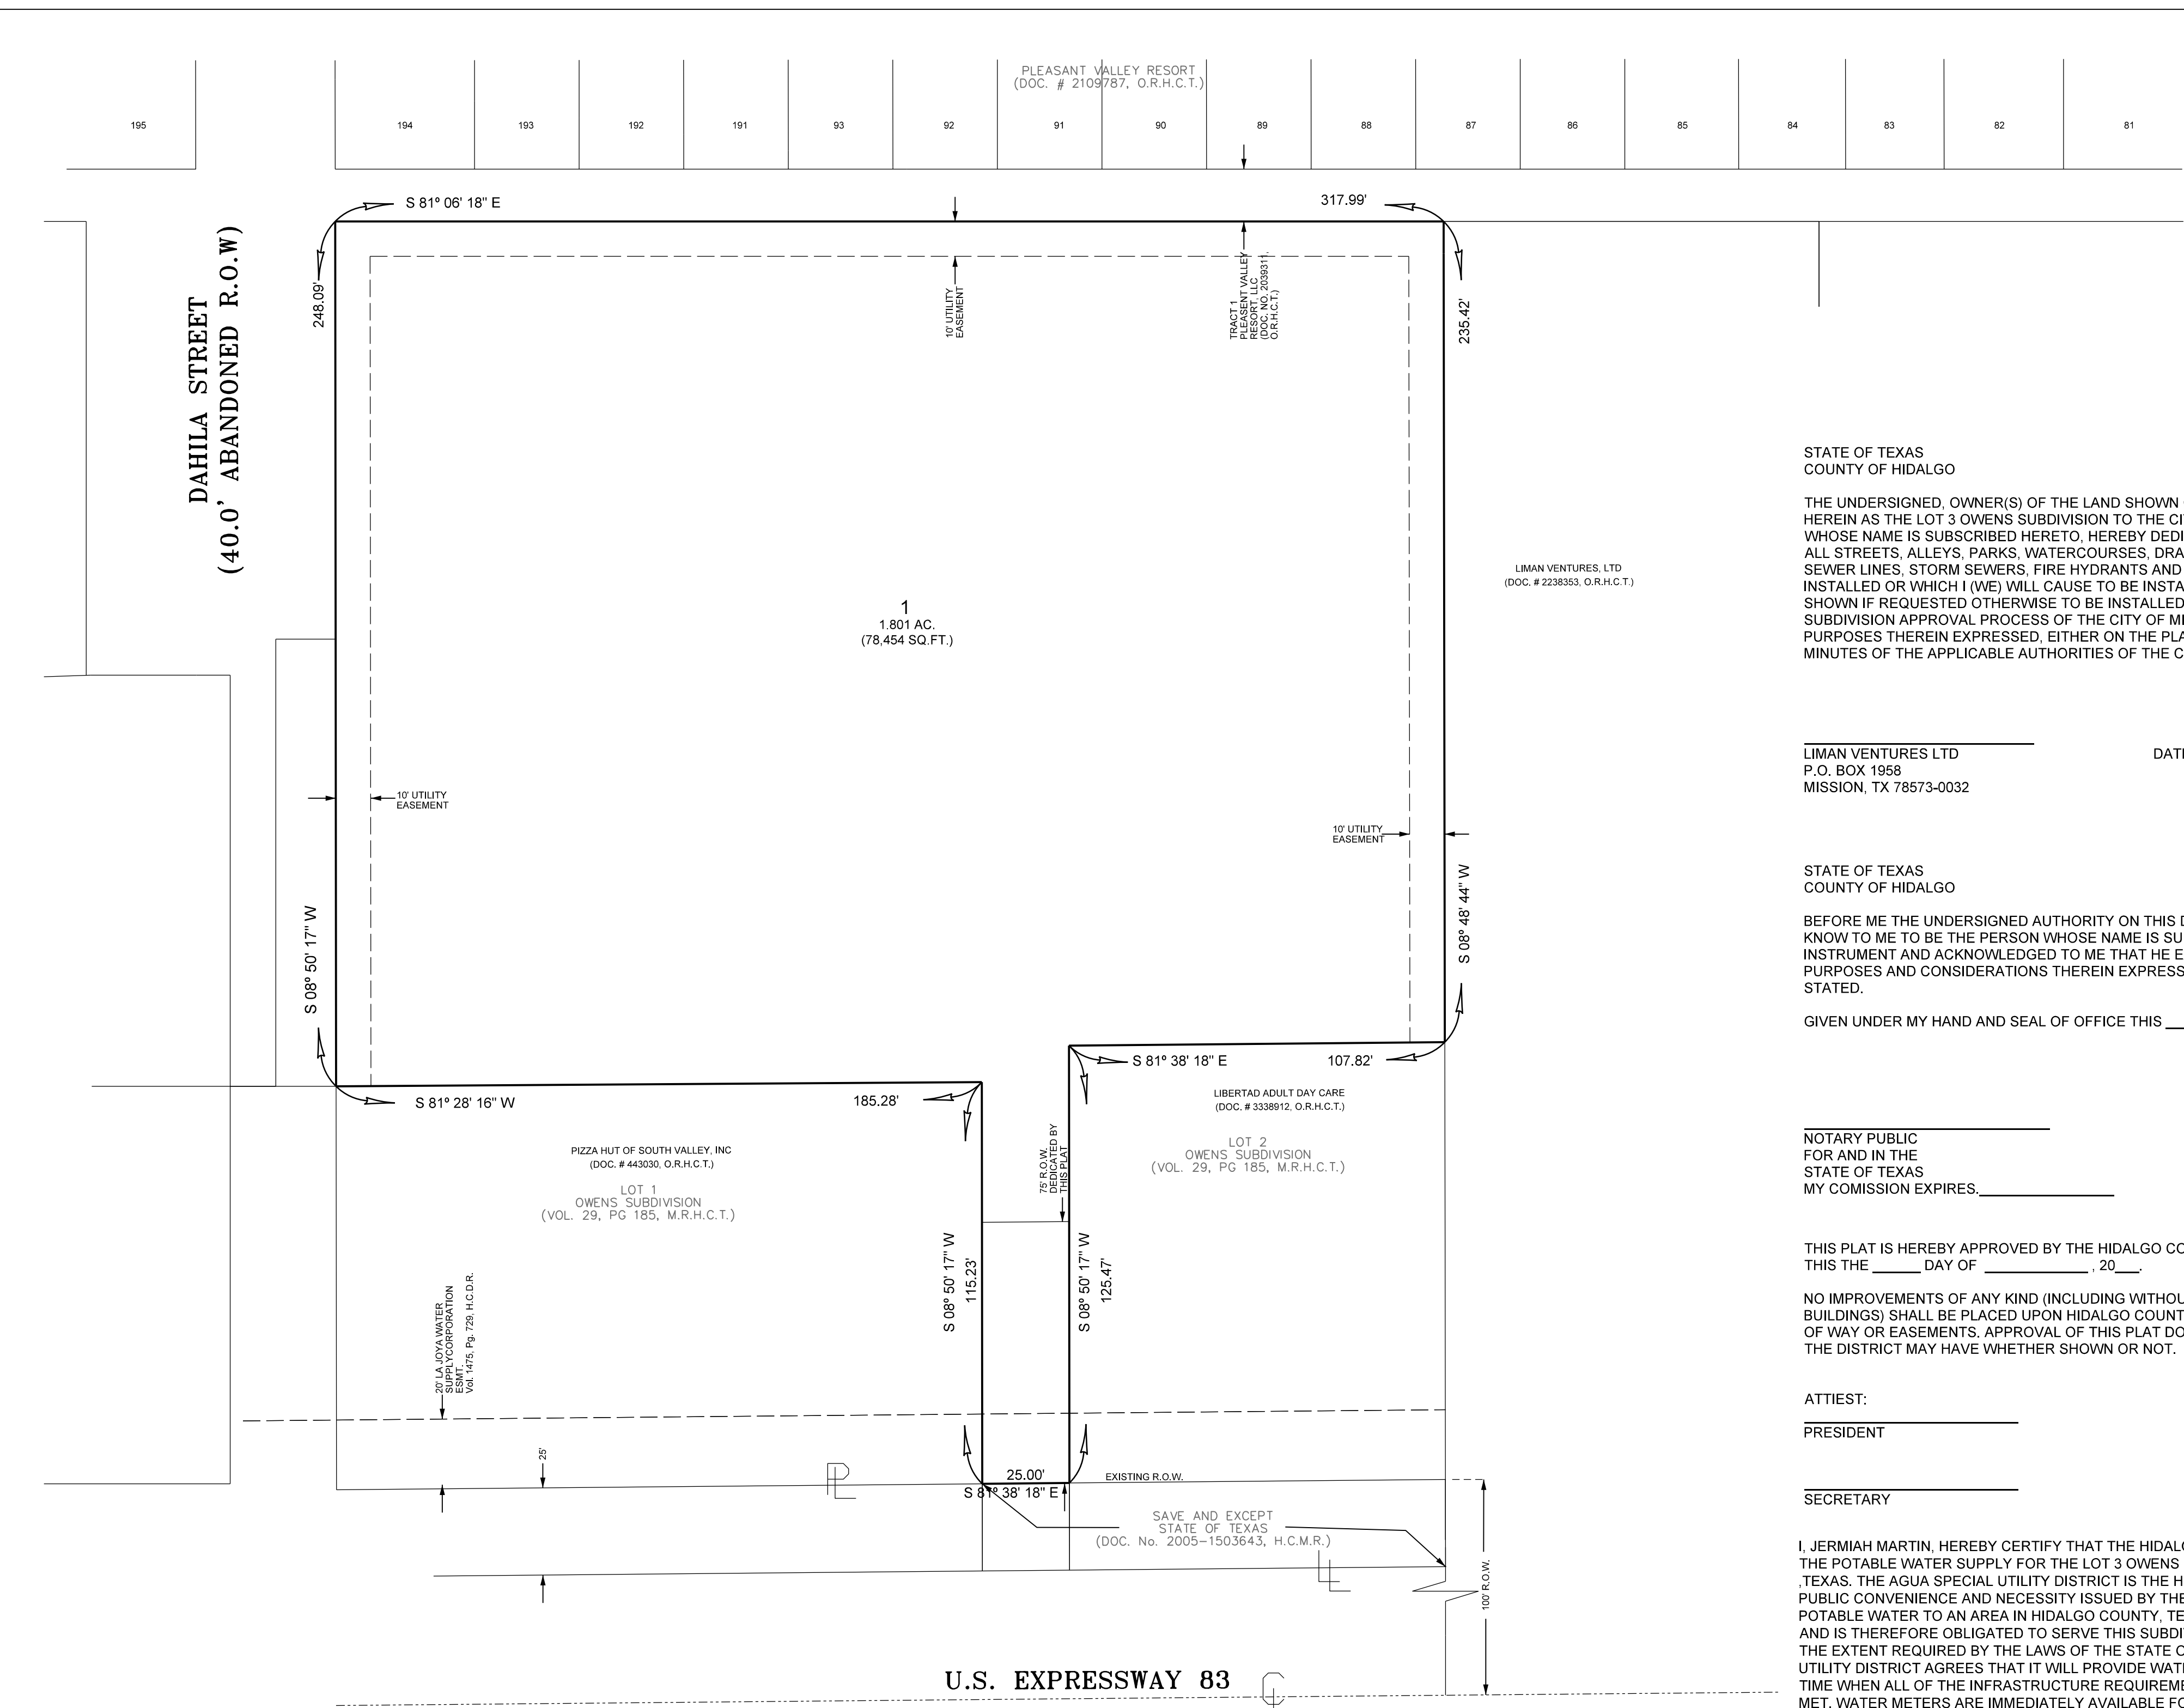 PLEASANT VALLEY RESORT
(DOC. # 2109787, O.R.H.C.T.)
195
194
193
192
191
93
92
91
90
89
88
87
86
85
84
83
82
81
S 81° 06' 18" E
317.99'
248.09'
235.42'
DAHILA STREET
(40.0' ABANDONED R.O.W)
10' UTILITY
EASEMENT
TRACT 1
PLEASENT VALLEY
RESORT, LLC
(DOC. NO. 2039311,
O.R.H.C.T.)
1
1.801 AC.
(78,454 SQ.FT.)
LIMAN VENTURES, LTD
(DOC. # 2238353, O.R.H.C.T.)
10' UTILITY
EASEMENT
10' UTILITY
EASEMENT
S 08° 50' 17" W
S 08° 48' 44" W
S 81° 28' 16" W
185.28'
S 81° 38' 18" E
107.82'
PIZZA HUT OF SOUTH VALLEY, INC
(DOC. # 443030, O.R.H.C.T.)
LOT 1
OWENS SUBDIVISION
(VOL. 29, PG 185, M.R.H.C.T.)
LIBERTAD ADULT DAY CARE
(DOC. # 3338912, O.R.H.C.T.)
LOT 2
OWENS SUBDIVISION
(VOL. 29, PG 185, M.R.H.C.T.)
75' R.O.W.
DEDICATED BY
THIS PLAT
S 08° 50' 17" W
115.23'
S 08° 50' 17" W
125.47'
20' LA JOYA WATER
SUPPLYCORPORATION
ESMT.
Vol. 1475, Pg. 729, H.C.D.R.
25'
PL
25.00'
S 81° 38' 18" E
EXISTING R.O.W.
SAVE AND EXCEPT
STATE OF TEXAS
(DOC. No. 2005-1503643, H.C.M.R.)
LL
100' R.O.W.
U.S. EXPRESSWAY 83
CL
STATE OF TEXAS
COUNTY OF HIDALGO
THE UNDERSIGNED, OWNER(S) OF THE LAND SHOWN
HEREIN AS THE LOT 3 OWENS SUBDIVISION TO THE CI
WHOSE NAME IS SUBSCRIBED HERETO, HEREBY DEDI
ALL STREETS, ALLEYS, PARKS, WATERCOURSES, DRA
SEWER LINES, STORM SEWERS, FIRE HYDRANTS AND
INSTALLED OR WHICH I (WE) WILL CAUSE TO BE INSTA
SHOWN IF REQUESTED OTHERWISE TO BE INSTALLED
SUBDIVISION APPROVAL PROCESS OF THE CITY OF MI
PURPOSES THEREIN EXPRESSED, EITHER ON THE PLA
MINUTES OF THE APPLICABLE AUTHORITIES OF THE C
LIMAN VENTURES LTD DAT
P.O. BOX 1958
MISSION, TX 78573-0032
STATE OF TEXAS
COUNTY OF HIDALGO
BEFORE ME THE UNDERSIGNED AUTHORITY ON THIS D
KNOW TO ME TO BE THE PERSON WHOSE NAME IS SU
INSTRUMENT AND ACKNOWLEDGED TO ME THAT HE E
PURPOSES AND CONSIDERATIONS THEREIN EXPRESS
STATED.
GIVEN UNDER MY HAND AND SEAL OF OFFICE THIS ___
NOTARY PUBLIC
FOR AND IN THE
STATE OF TEXAS
MY COMISSION EXPIRES.____________
THIS PLAT IS HEREBY APPROVED BY THE HIDALGO CO
THIS THE ______ DAY OF ____________, 20___.
NO IMPROVEMENTS OF ANY KIND (INCLUDING WITHOU
BUILDINGS) SHALL BE PLACED UPON HIDALGO COUNT
OF WAY OR EASEMENTS. APPROVAL OF THIS PLAT DO
THE DISTRICT MAY HAVE WHETHER SHOWN OR NOT.
ATTIEST:
PRESIDENT
SECRETARY
I, JERMIAH MARTIN, HEREBY CERTIFY THAT THE HIDAL
THE POTABLE WATER SUPPLY FOR THE LOT 3 OWENS
,TEXAS. THE AGUA SPECIAL UTILITY DISTRICT IS THE H
PUBLIC CONVENIENCE AND NECESSITY ISSUED BY THE
POTABLE WATER TO AN AREA IN HIDALGO COUNTY, TE
AND IS THEREFORE OBLIGATED TO SERVE THIS SUBDI
THE EXTENT REQUIRED BY THE LAWS OF THE STATE O
UTILITY DISTRICT AGREES THAT IT WILL PROVIDE WAT
TIME WHEN ALL OF THE INFRASTRUCTURE REQUIREM
MET. WATER METERS ARE IMMEDIATELY AVAILABLE FO